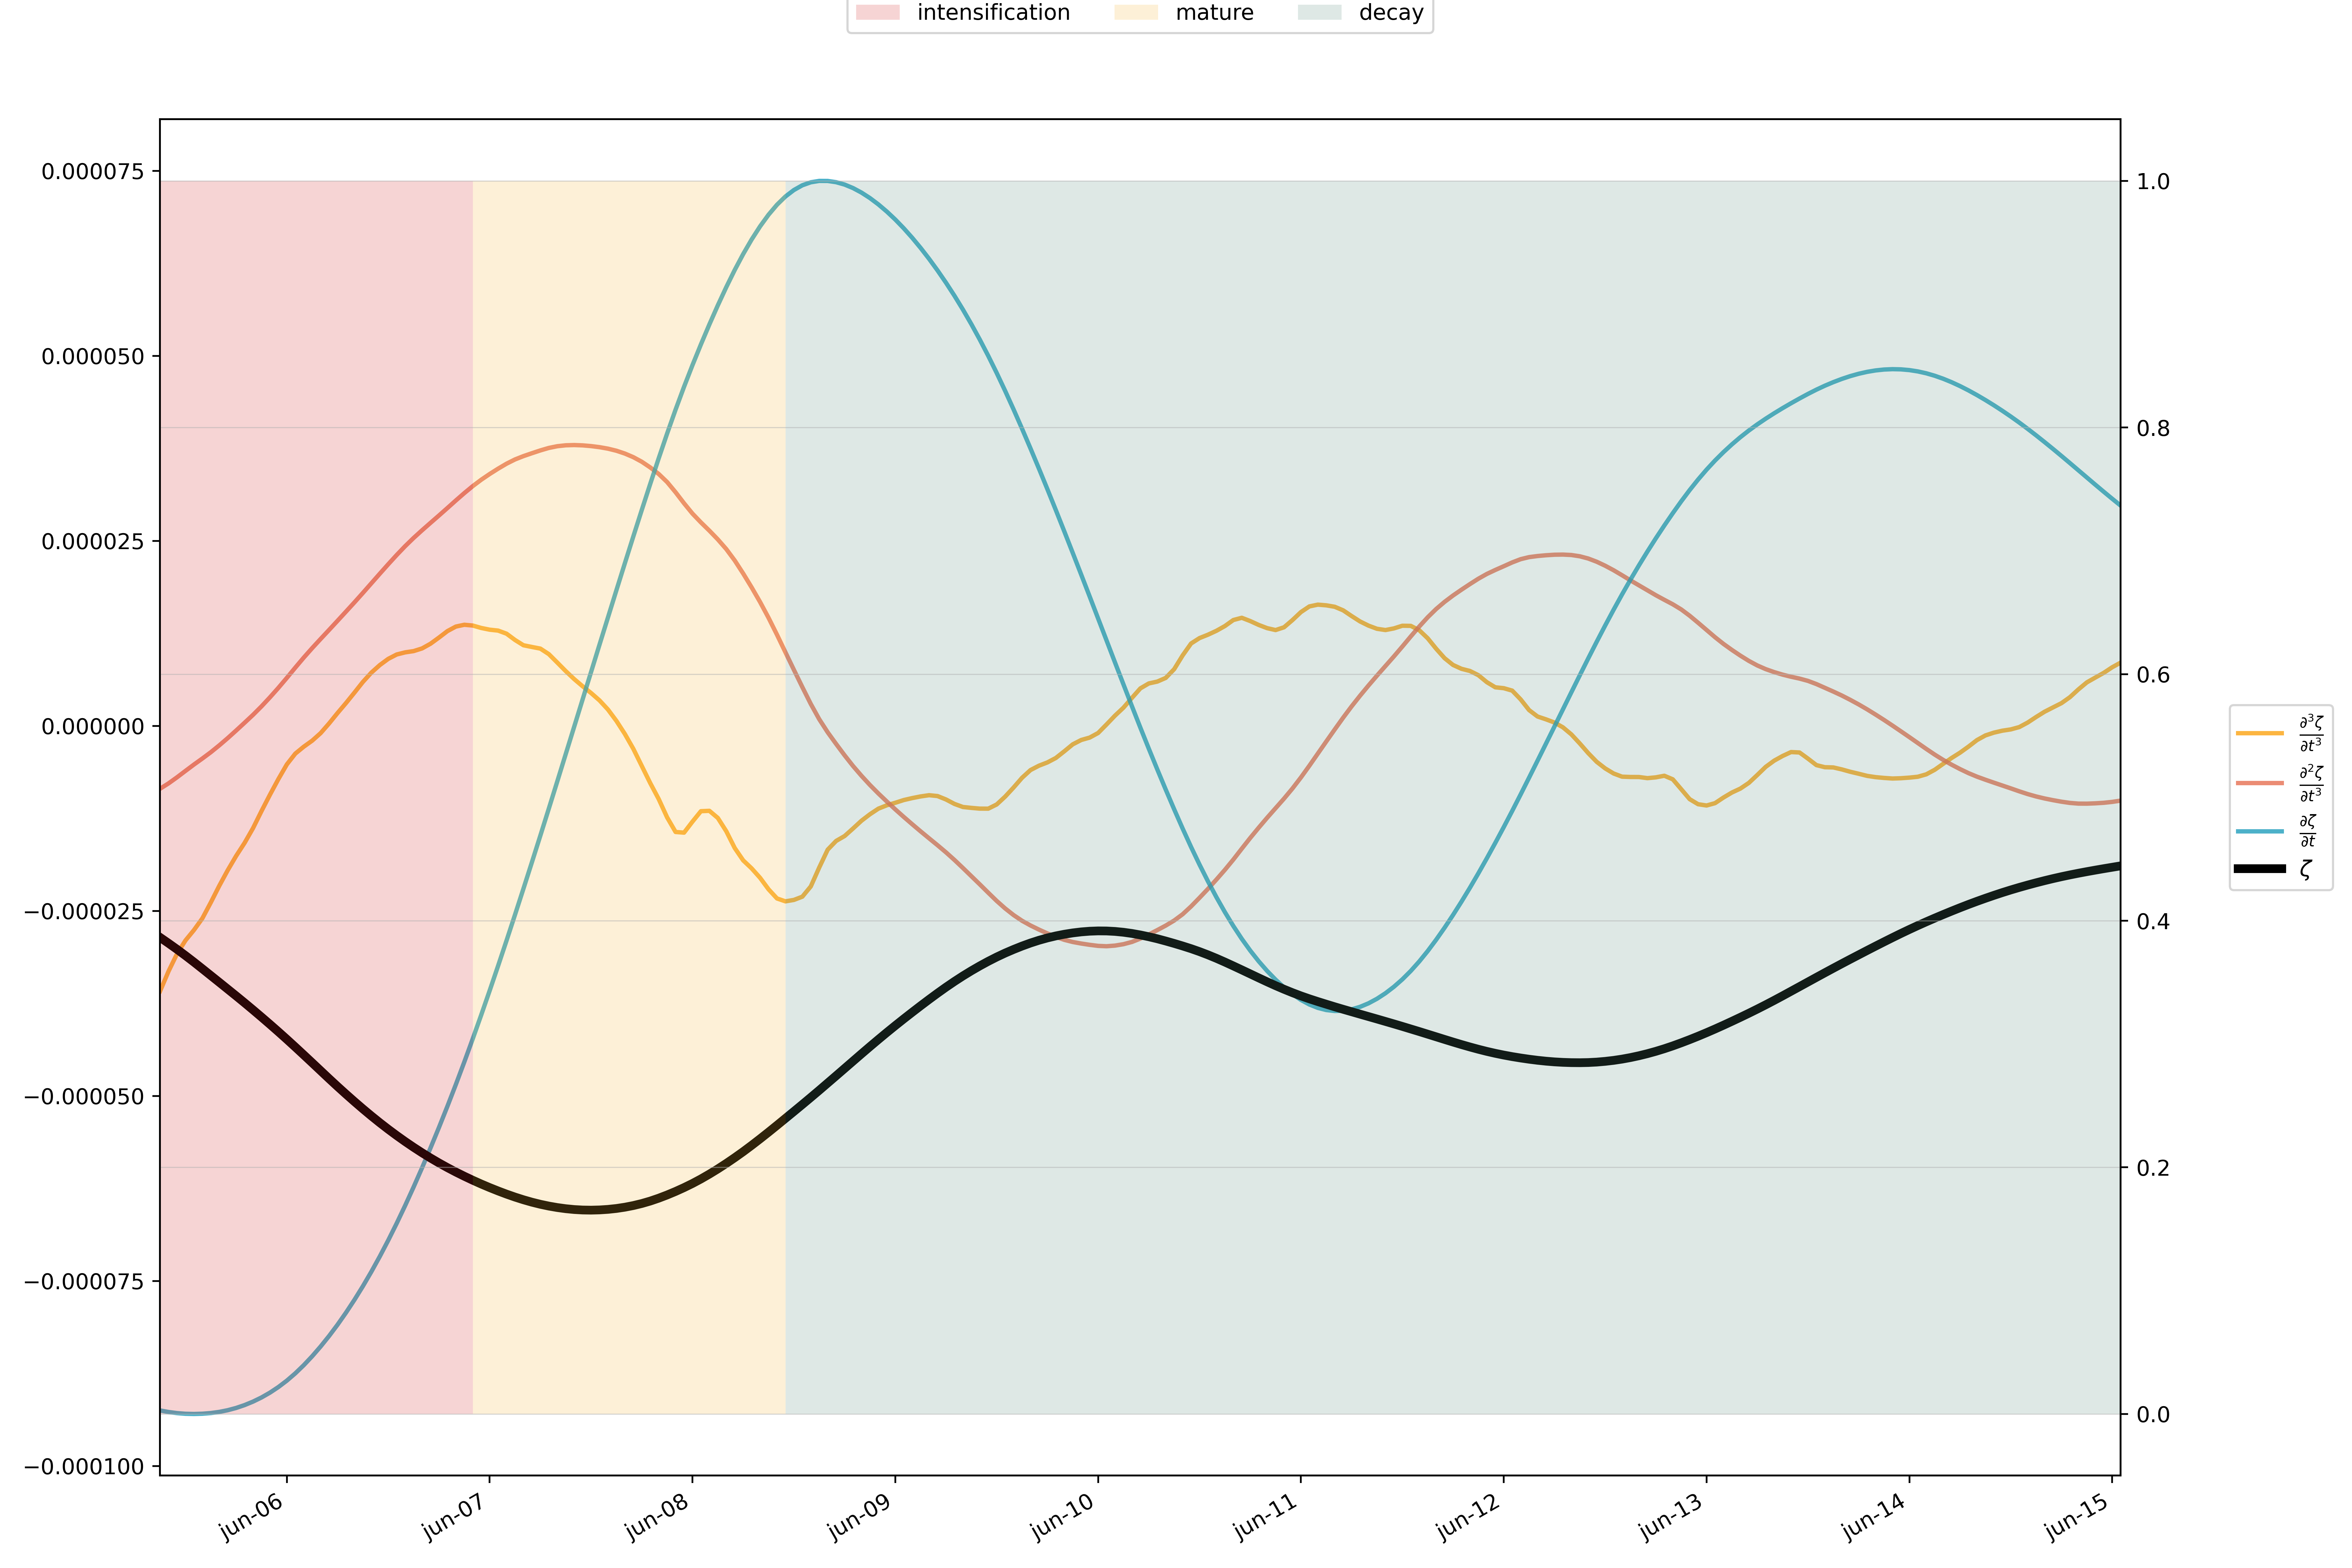 intensification mature decay
0.000075
0.000050
0.000025
0.000000
−0.000025
−0.000050
−0.000075
−0.000100
1.0
0.8
0.6
0.4
0.2
0.0
∂³ζ/∂t³
∂²ζ/∂t³
∂ζ/∂t
ζ
jun-06 jun-07 jun-08 jun-09 jun-10 jun-11 jun-12 jun-13 jun-14 jun-15